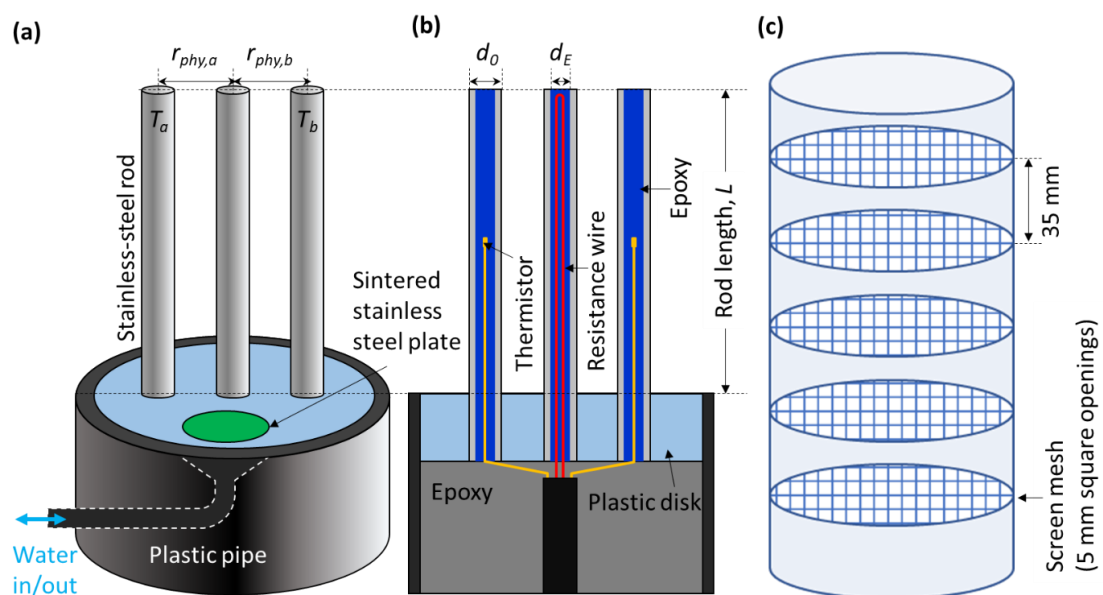 (a)
r_phy,a
r_phy,b
T_a
T_b
Stainless-steel rod
Sintered
stainless
steel plate
Water
in/out
Plastic pipe
(b)
d_0
d_E
Thermistor
Resistance wire
Epoxy
Rod length, L
Epoxy
Plastic disk
(c)
35 mm
Screen mesh
(5 mm square openings)